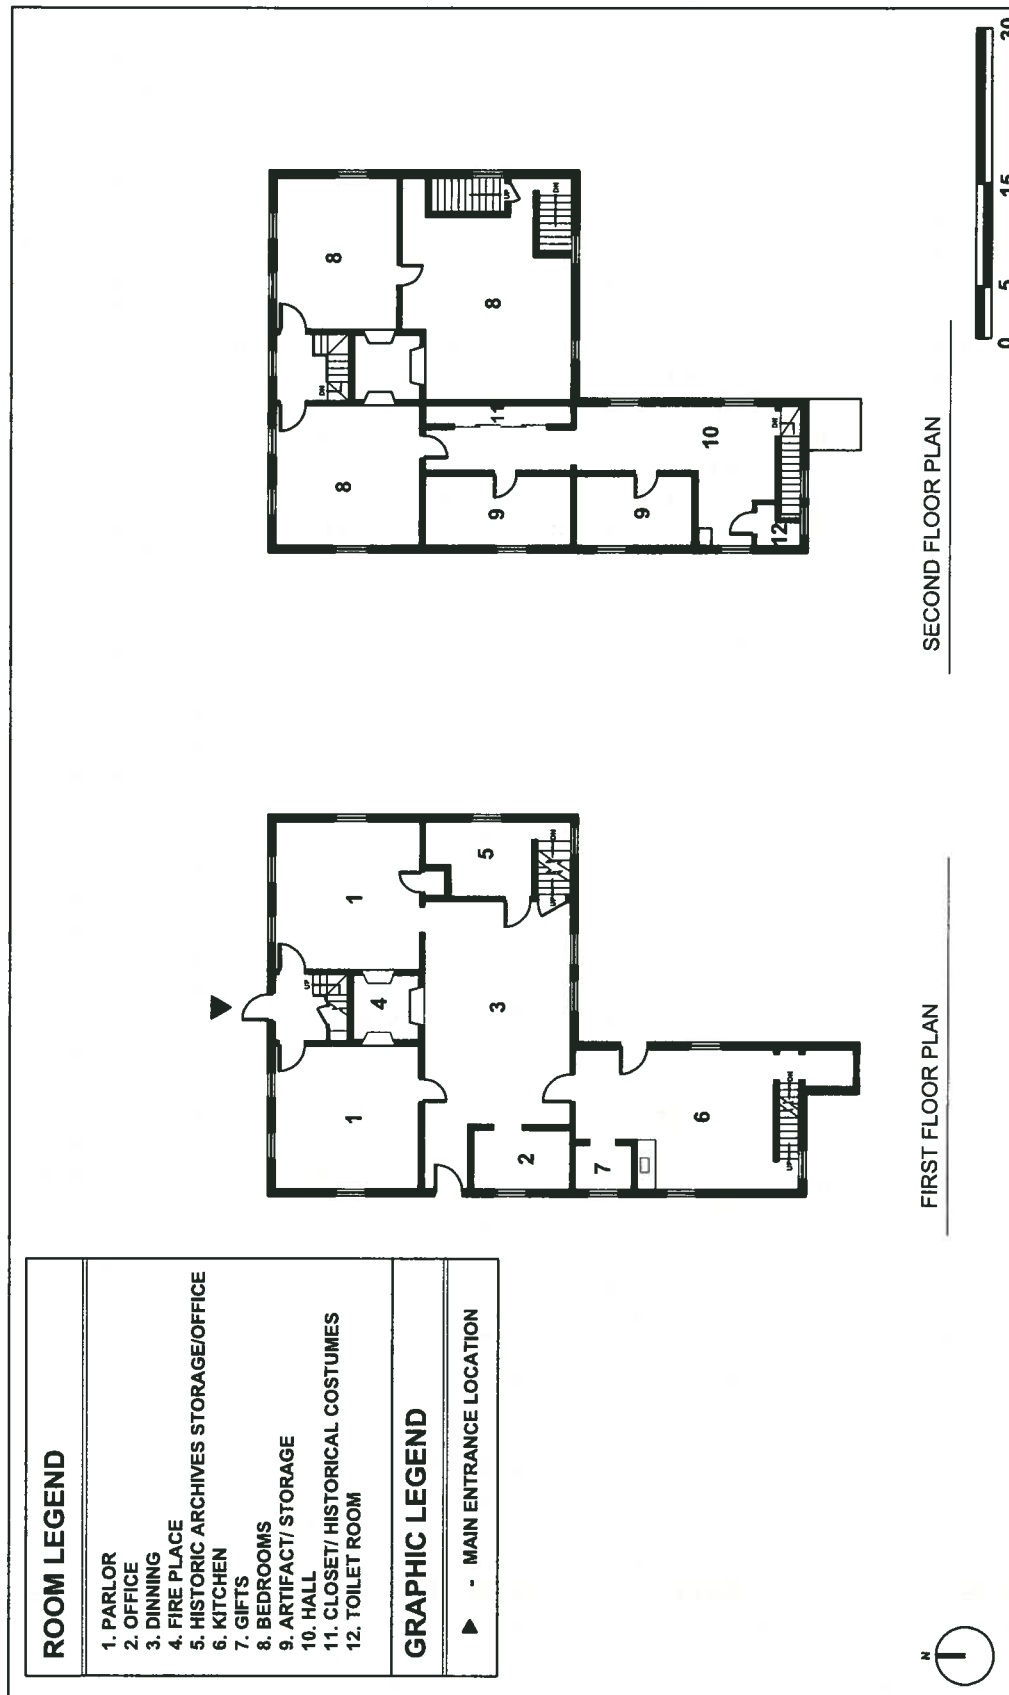 ROOM LEGEND
1. PARLOR
2. OFFICE
3. DINNING
4. FIRE PLACE
5. HISTORIC ARCHIVES STORAGE/OFFICE
6. KITCHEN
7. GIFTS
8. BEDROOMS
9. ARTIFACT/ STORAGE
10. HALL
11. CLOSET/ HISTORICAL COSTUMES
12. TOILET ROOM
GRAPHIC LEGEND
- MAIN ENTRANCE LOCATION
UP
1
1
4
5
3
2
UP
DN
7
6
UP
DN
FIRST FLOOR PLAN
DN
8
8
8
9
11
8
UP
DN
9
10
12
DN
SECOND FLOOR PLAN
N
0 5 15 30